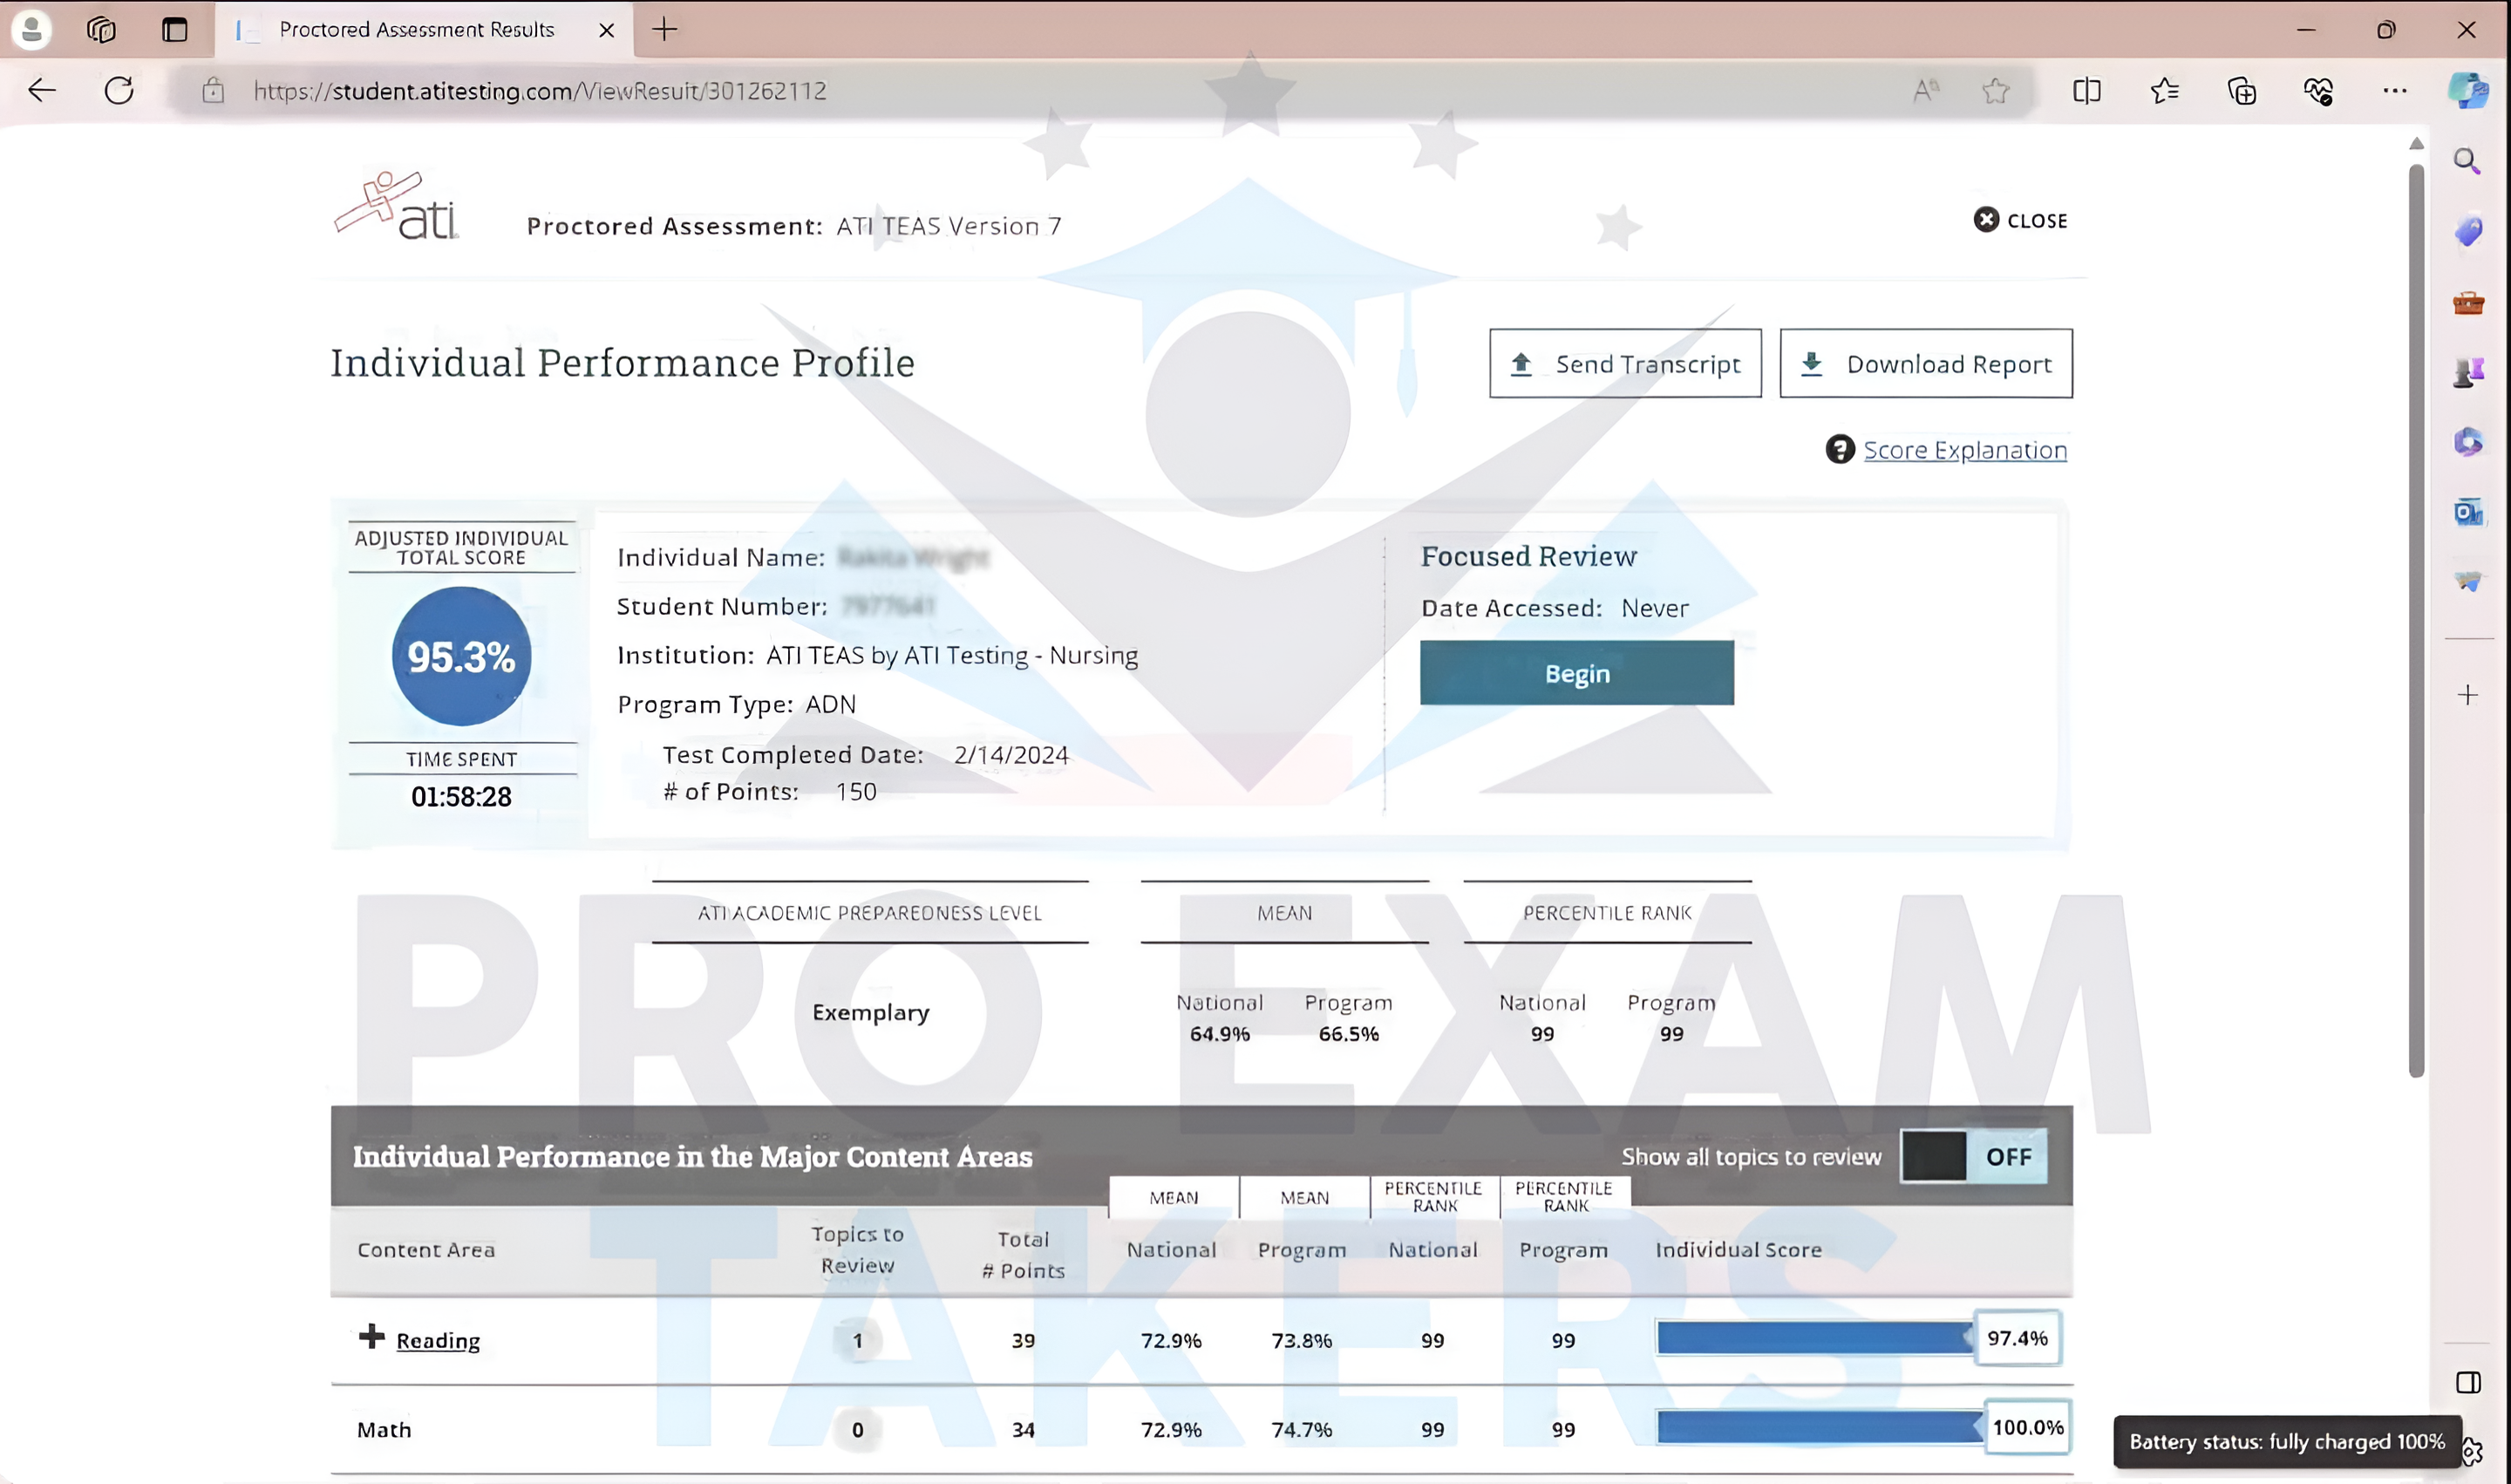 Proctored Assessment Results
https://student.atitesting.com/ViewResuit/301262112
ati
Proctored Assessment: ATI TEAS Version 7
CLOSE
Individual Performance Profile
Send Transcript
Download Report
Score Explanation
ADJUSTED INDIVIDUAL
TOTAL SCORE
95.3%
TIME SPENT
01:58:28
Individual Name:
Student Number:
Institution: ATI TEAS by ATI Testing - Nursing
Program Type: ADN
Test Completed Date: 2/14/2024
# of Points: 150
Focused Review
Date Accessed: Never
Begin
ATI ACADEMIC PREPAREDNESS LEVEL
MEAN
PERCENTILE RANK
Exemplary
National Program
64.9% 66.5%
National Program
99 99
PRO EXAM
TAKERS
Individual Performance in the Major Content Areas
Show all topics to review OFF
MEAN MEAN PERCENTILE RANK PERCENTILE RANK
Content Area Topics to Review Total # Points National Program National Program Individual Score
Reading 1 39 72.9% 73.8% 99 99 97.4%
Math 0 34 72.9% 74.7% 99 99 100.0%
Battery status: fully charged 100%